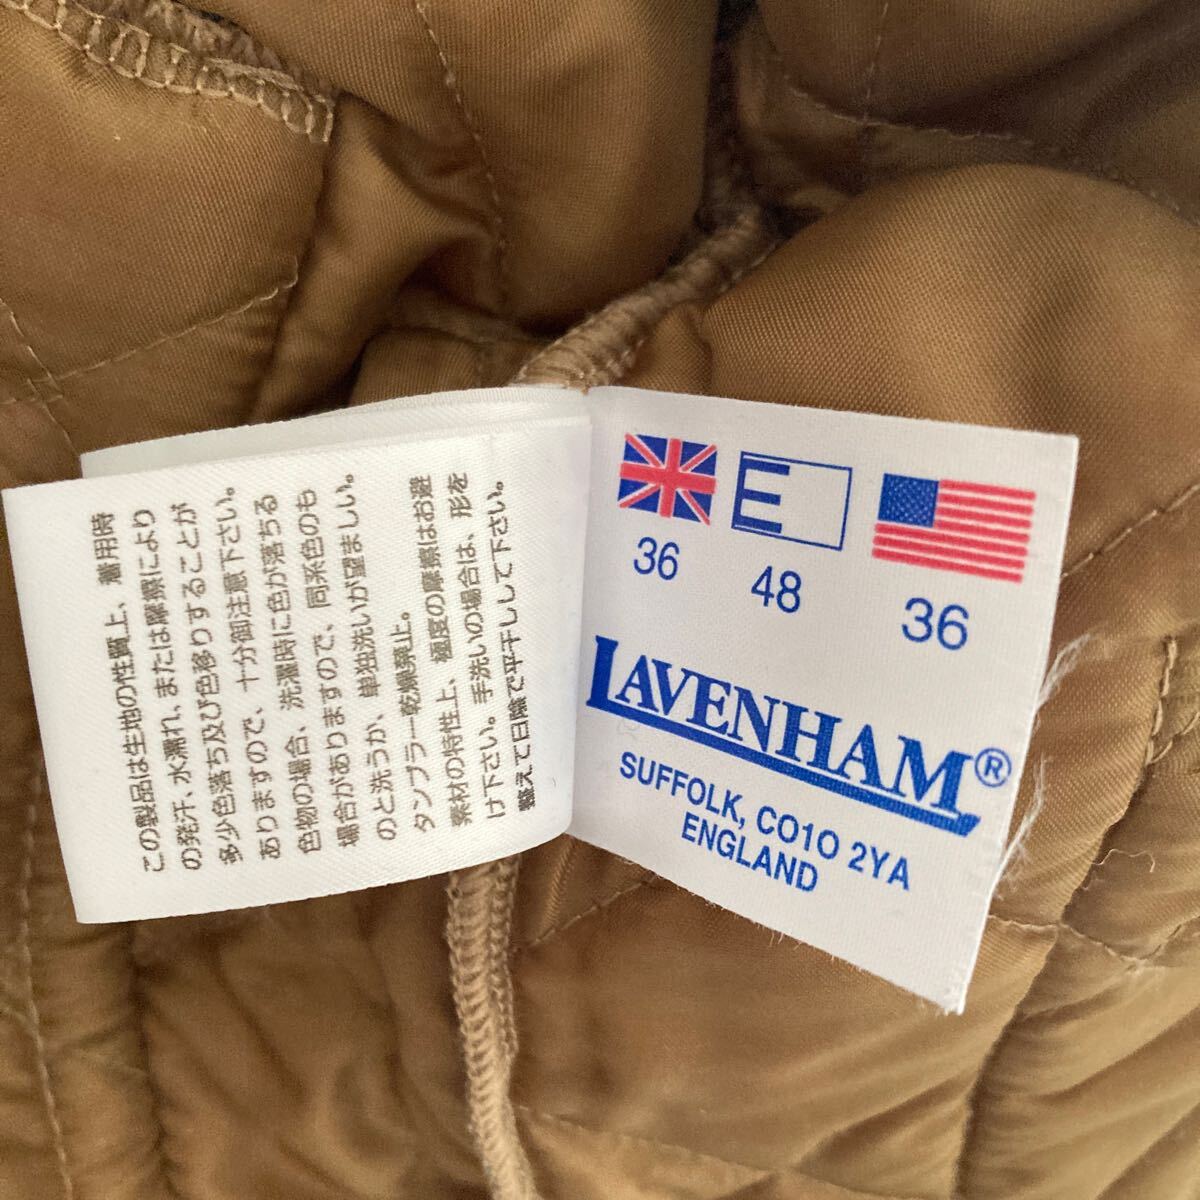 この製品は生地の性質上、着用時
の発汗、水濡れ、または摩擦により
多少色落ち及び色移りすることが
ありますので、十分御注意下さい。
色物の場合、洗濯時に色が落ちる
場合がありますので、同系色のも
のと洗うか、単独洗いが望ましい。
タンブラー乾燥禁止。
素材の特性上、極度の摩擦はお避
け下さい。手洗いの場合は、形を
整えて日陰で平干しして下さい。
E
36
48
36
LAVENHAM®
SUFFOLK, CO10 2YA
ENGLAND